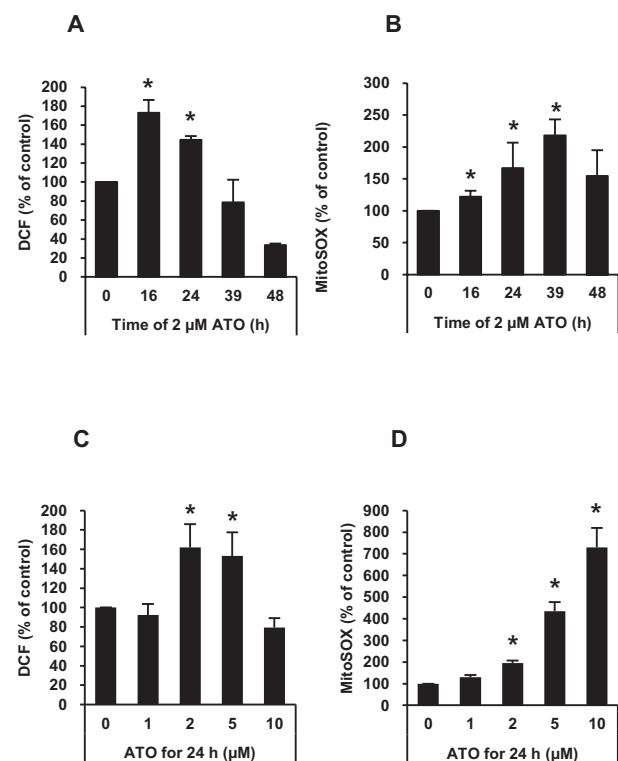 A
DCF (% of control)
200
180
160
140
120
100
80
60
40
20
0
* *
0 16 24 39 48
Time of 2 µM ATO (h)
B
MitoSOX (% of control)
300
250
200
150
100
50
0
* * *
0 16 24 39 48
Time of 2 µM ATO (h)
C
DCF (% of control)
200
180
160
140
120
100
80
60
40
20
0
* *
0 1 2 5 10
ATO for 24 h (µM)
D
MitoSOX (% of control)
900
800
700
600
500
400
300
200
100
0
* * *
0 1 2 5 10
ATO for 24 h (µM)